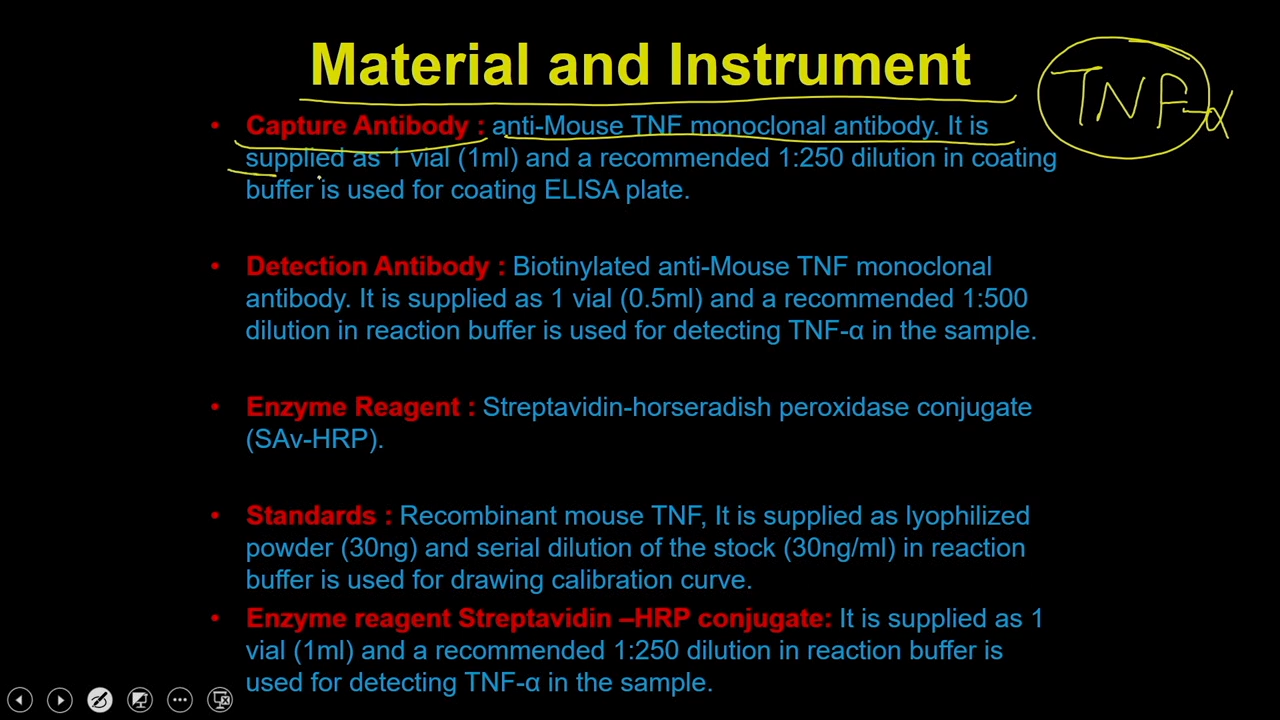 Material and Instrument
TNF-α
• Capture Antibody : anti-Mouse TNF monoclonal antibody. It is
supplied as 1 vial (1ml) and a recommended 1:250 dilution in coating
buffer is used for coating ELISA plate.
• Detection Antibody : Biotinylated anti-Mouse TNF monoclonal
antibody. It is supplied as 1 vial (0.5ml) and a recommended 1:500
dilution in reaction buffer is used for detecting TNF-α in the sample.
• Enzyme Reagent : Streptavidin-horseradish peroxidase conjugate
(SAv-HRP).
• Standards : Recombinant mouse TNF, It is supplied as lyophilized
powder (30ng) and serial dilution of the stock (30ng/ml) in reaction
buffer is used for drawing calibration curve.
• Enzyme reagent Streptavidin –HRP conjugate: It is supplied as 1
vial (1ml) and a recommended 1:250 dilution in reaction buffer is
used for detecting TNF-α in the sample.